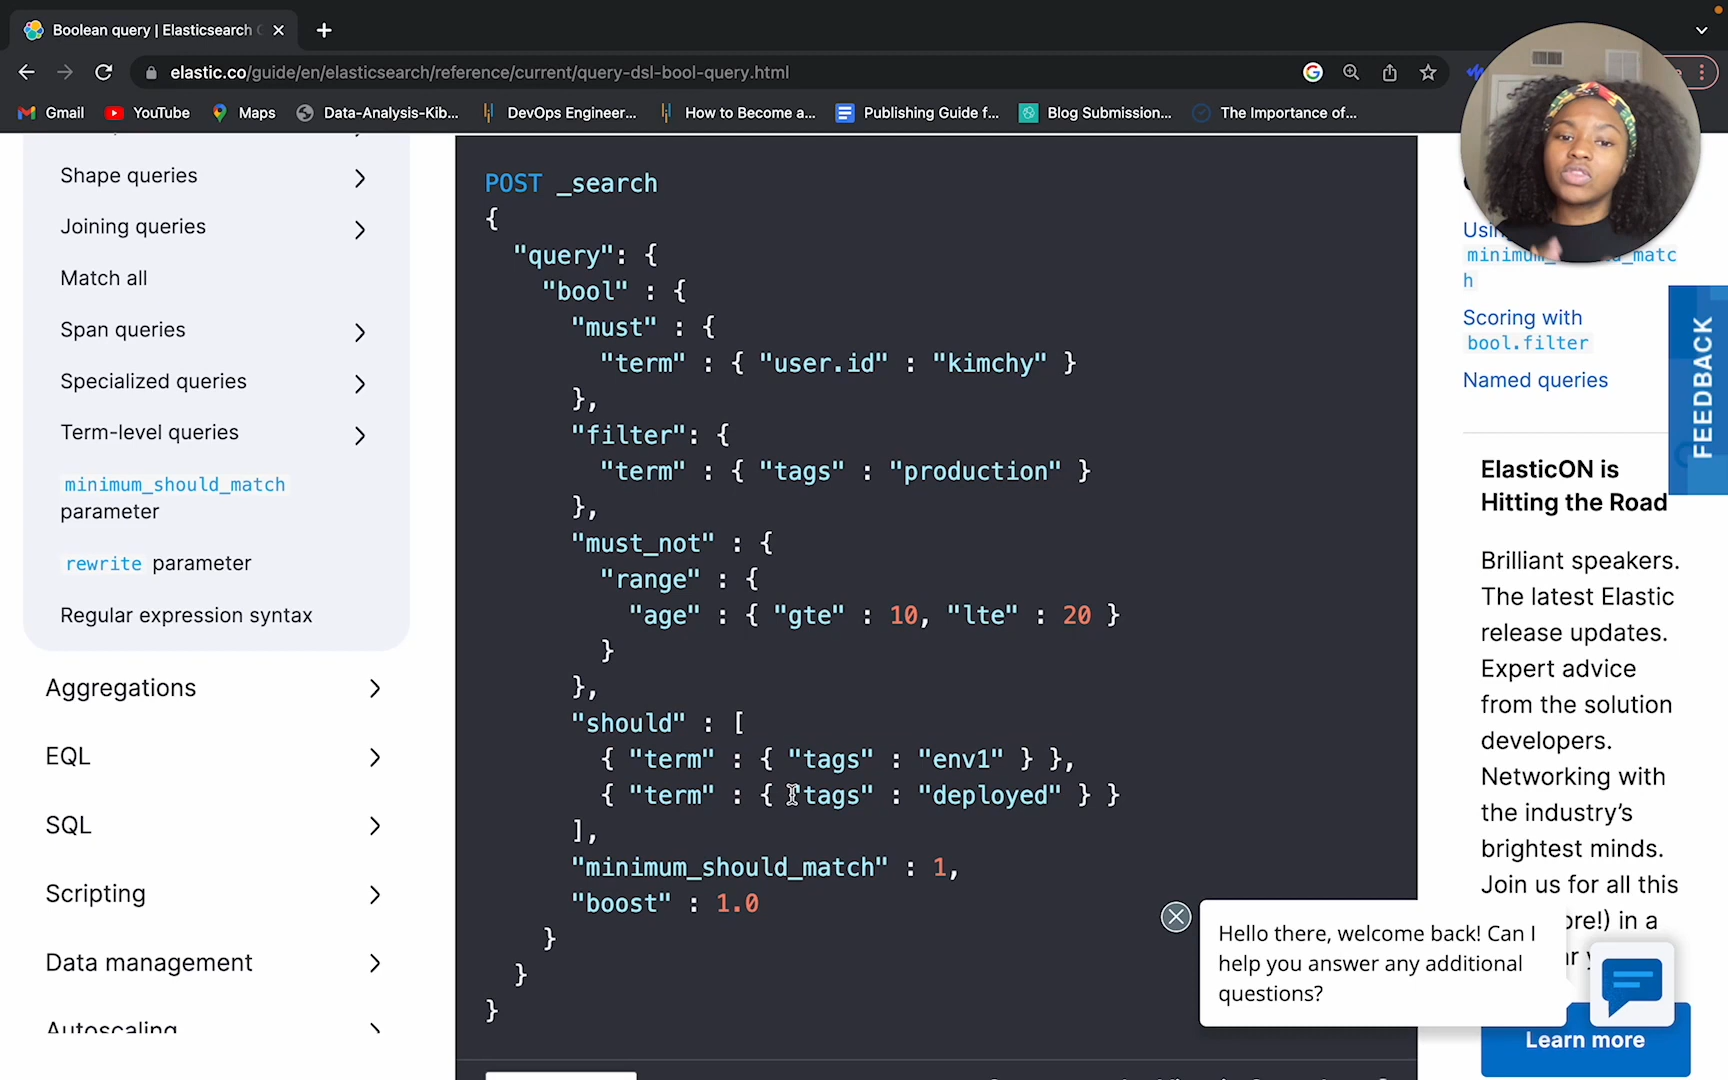 Boolean query | Elasticsearch
elastic.co/guide/en/elasticsearch/reference/current/query-dsl-bool-query.html
Gmail
YouTube
Maps
Data-Analysis-Kib...
DevOps Engineer...
How to Become a...
Publishing Guide f...
Blog Submission...
The Importance of...
Shape queries
Joining queries
Match all
Span queries
Specialized queries
Term-level queries
minimum_should_match
parameter
rewrite parameter
Regular expression syntax
Aggregations
EQL
SQL
Scripting
Data management
Autoscaling
POST _search
{
"query": {
"bool" : {
"must" : {
"term" : { "user.id" : "kimchy" }
},
"filter": {
"term" : { "tags" : "production" }
},
"must_not" : {
"range" : {
"age" : { "gte" : 10, "lte" : 20 }
}
},
"should" : [
{ "term" : { "tags" : "env1" } },
{ "term" : { "tags" : "deployed" } }
],
"minimum_should_match" : 1,
"boost" : 1.0
}
}
}
h
Scoring with
bool.filter
Named queries
FEEDBACK
ElasticON is
Hitting the Road
Brilliant speakers.
The latest Elastic
release updates.
Expert advice
from the solution
developers.
Networking with
the industry's
brightest minds.
Join us for all this
in a
Hello there, welcome back! Can I
help you answer any additional
questions?
Learn more